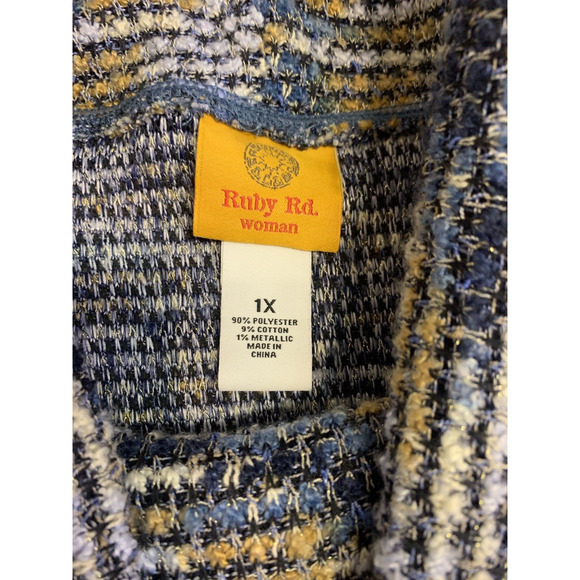 Ruby Rd.
woman
1X
90% POLYESTER
9% COTTON
1% METALLIC
MADE IN
CHINA